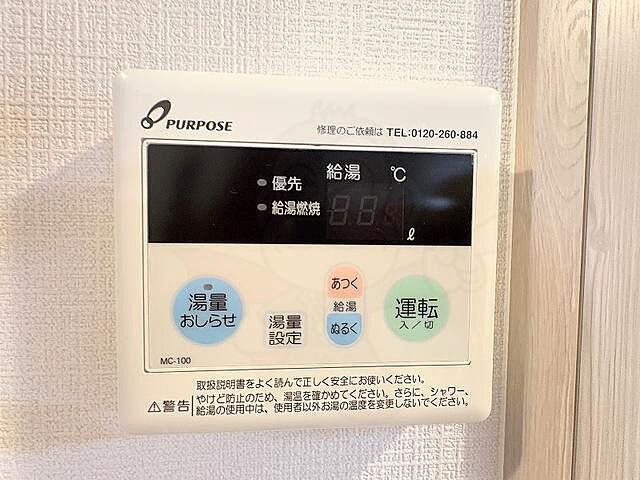 PURPOSE
修理のご依頼は TEL:0120-260-884
給湯 ℃
優先
給湯燃焼
88
ℓ
湯量
おしらせ
湯量
設定
あつく
給湯
ぬるく
運転
入/切
MC-100
取扱説明書をよく読んで正しく安全にお使いください。
⚠警告 やけど防止のため、湯温を確かめてください。さらに、シャワー、
給湯の使用中は、使用者以外お湯の温度を変更しないでください。